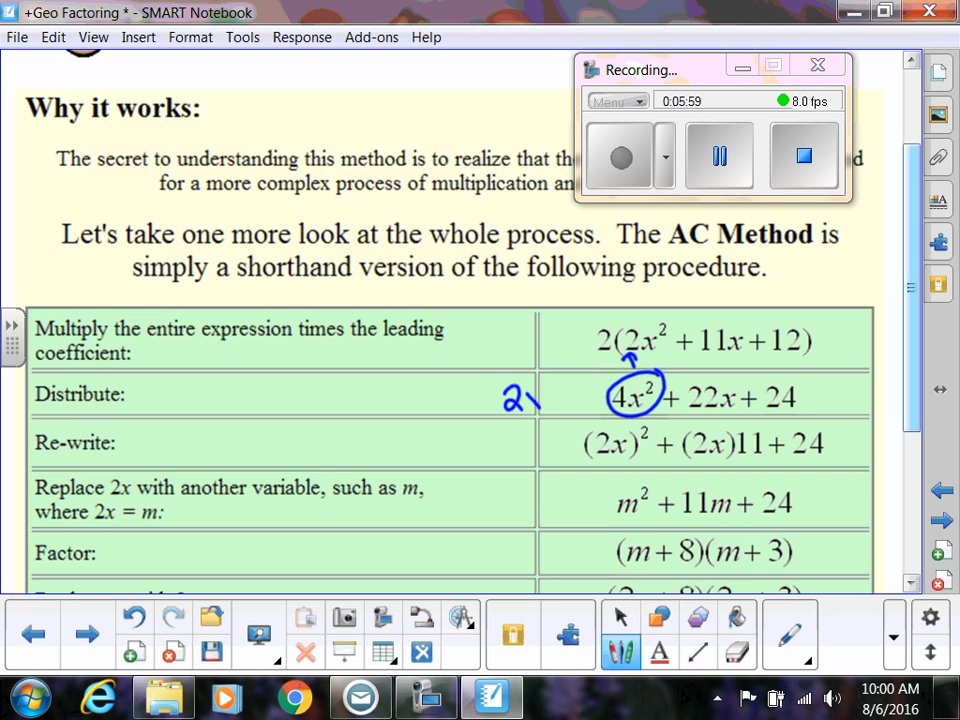 +Geo Factoring * - SMART Notebook
File Edit View Insert Format Tools Response Add-ons Help
Recording...
Menu 0:05:59 8.0 fps
Why it works:
The secret to understanding this method is to realize that the
for a more complex process of multiplication an
Let's take one more look at the whole process. The AC Method is
simply a shorthand version of the following procedure.
Multiply the entire expression times the leading
coefficient:
2(2x² + 11x + 12)
Distribute:
4x² + 22x + 24
Re-write:
(2x)² + (2x)11 + 24
Replace 2x with another variable, such as m,
where 2x = m:
m² + 11m + 24
Factor:
(m + 8)(m + 3)
10:00 AM
8/6/2016